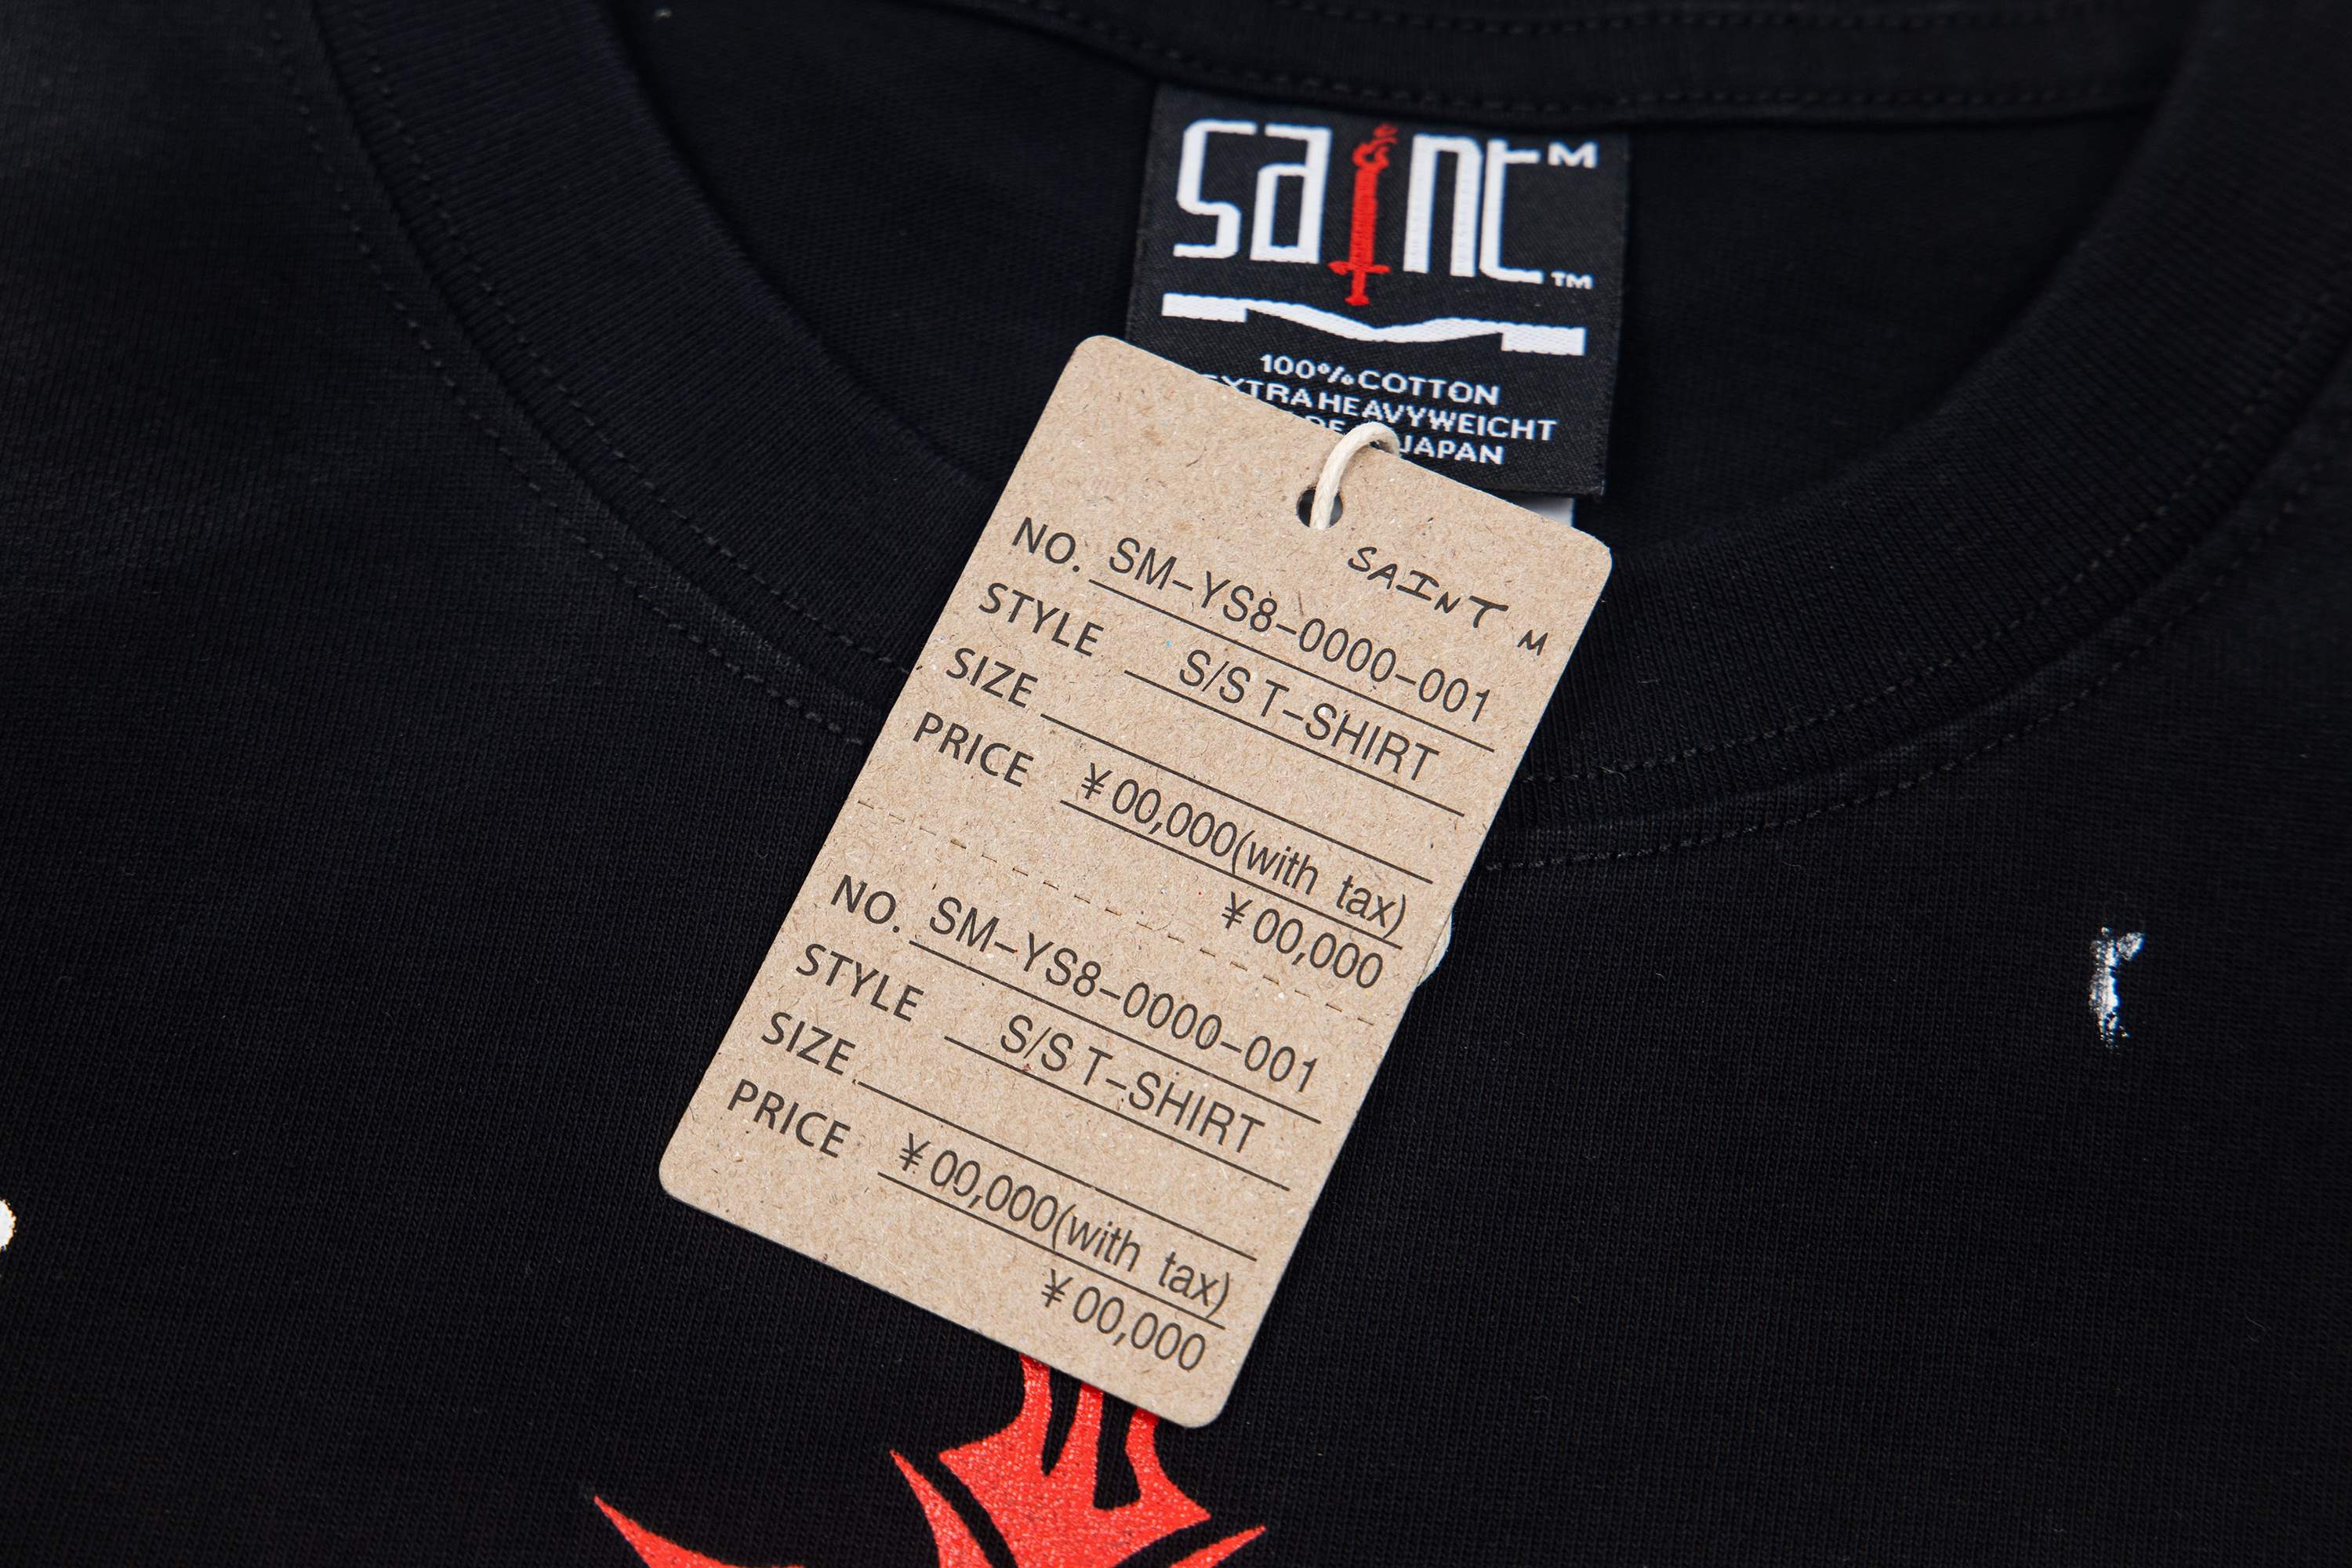 saint M
TM
100% COTTON
EXTRA HEAVYWEIGHT
JAPAN
SAINT M
NO. SM-YS8-0000-001
STYLE S/S T-SHIRT
SIZE
PRICE ¥00,000(with tax)
¥00,000
NO. SM-YS8-0000-001
STYLE S/S T-SHIRT
SIZE
PRICE ¥00,000(with tax)
¥00,000